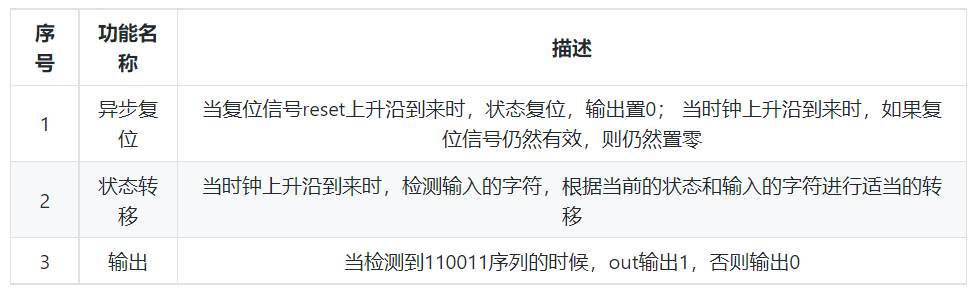 序号 功能名称 描述
1 异步复位 当复位信号reset上升沿到来时，状态复位，输出置0； 当时钟上升沿到来时，如果复位信号仍然有效，则仍然置零
2 状态转移 当时钟上升沿到来时，检测输入的字符，根据当前的状态和输入的字符进行适当的转移
3 输出 当检测到110011序列的时候，out输出1，否则输出0